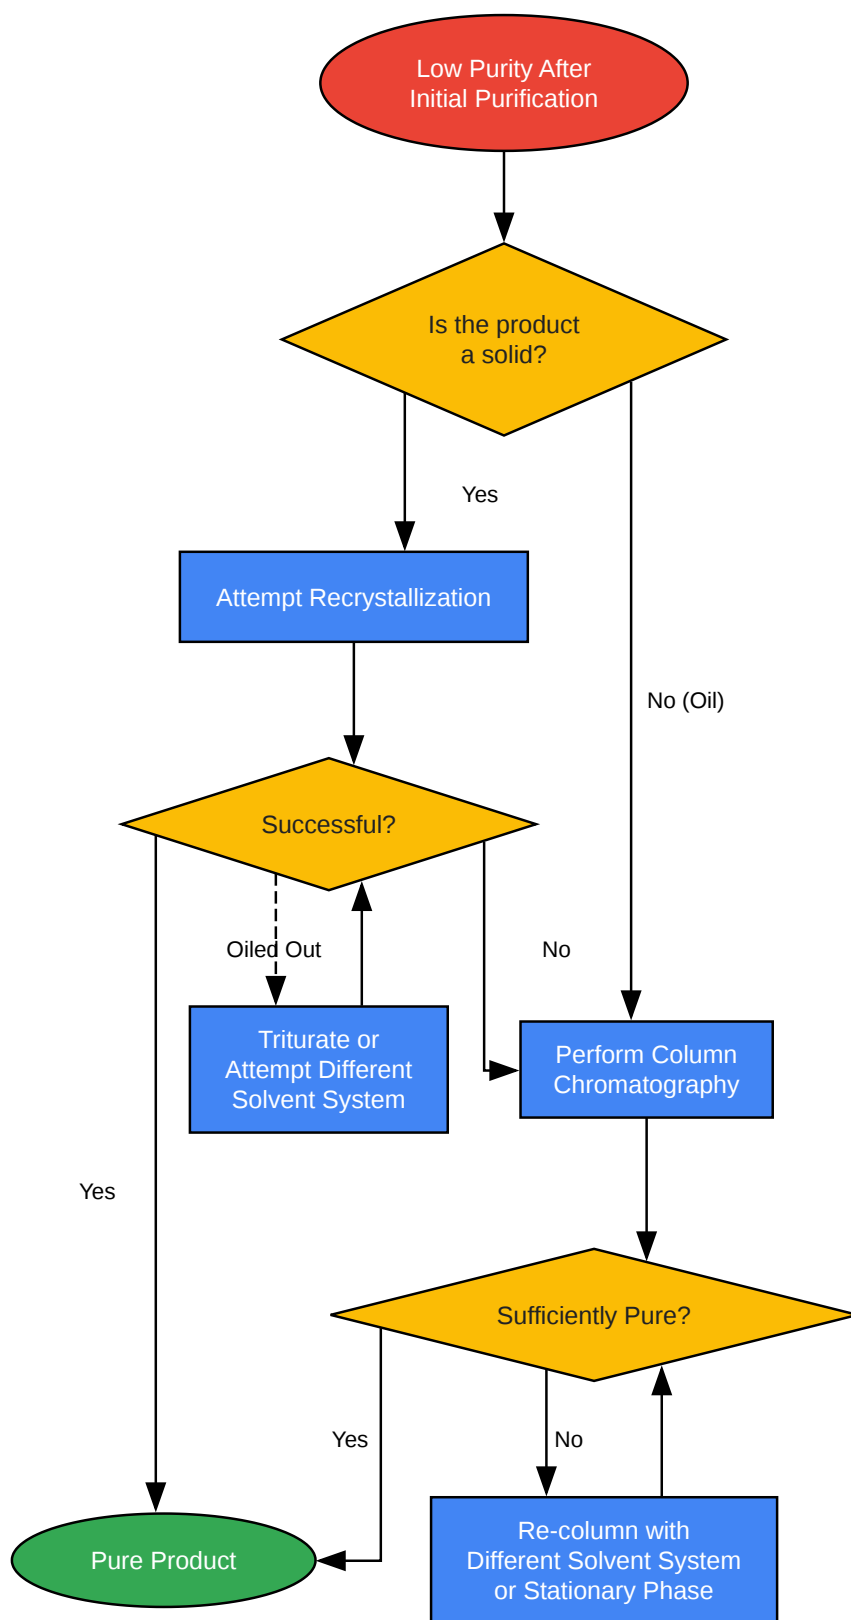 Low Purity After
Initial Purification
Is the product
a solid?
Yes
Attempt Recrystallization
No (Oil)
Successful?
Oiled Out
No
Triturate or
Attempt Different
Solvent System
Perform Column
Chromatography
Yes
Sufficiently Pure?
Yes
No
Pure Product
Re-column with
Different Solvent System
or Stationary Phase